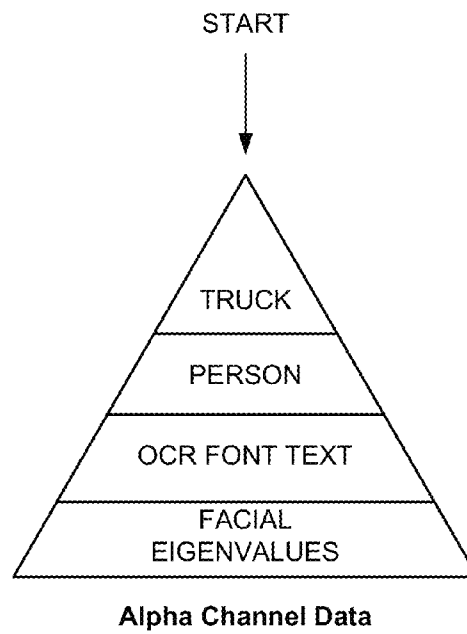 START
TRUCK
PERSON
OCR FONT TEXT
FACIAL
EIGENVALUES
Alpha Channel Data